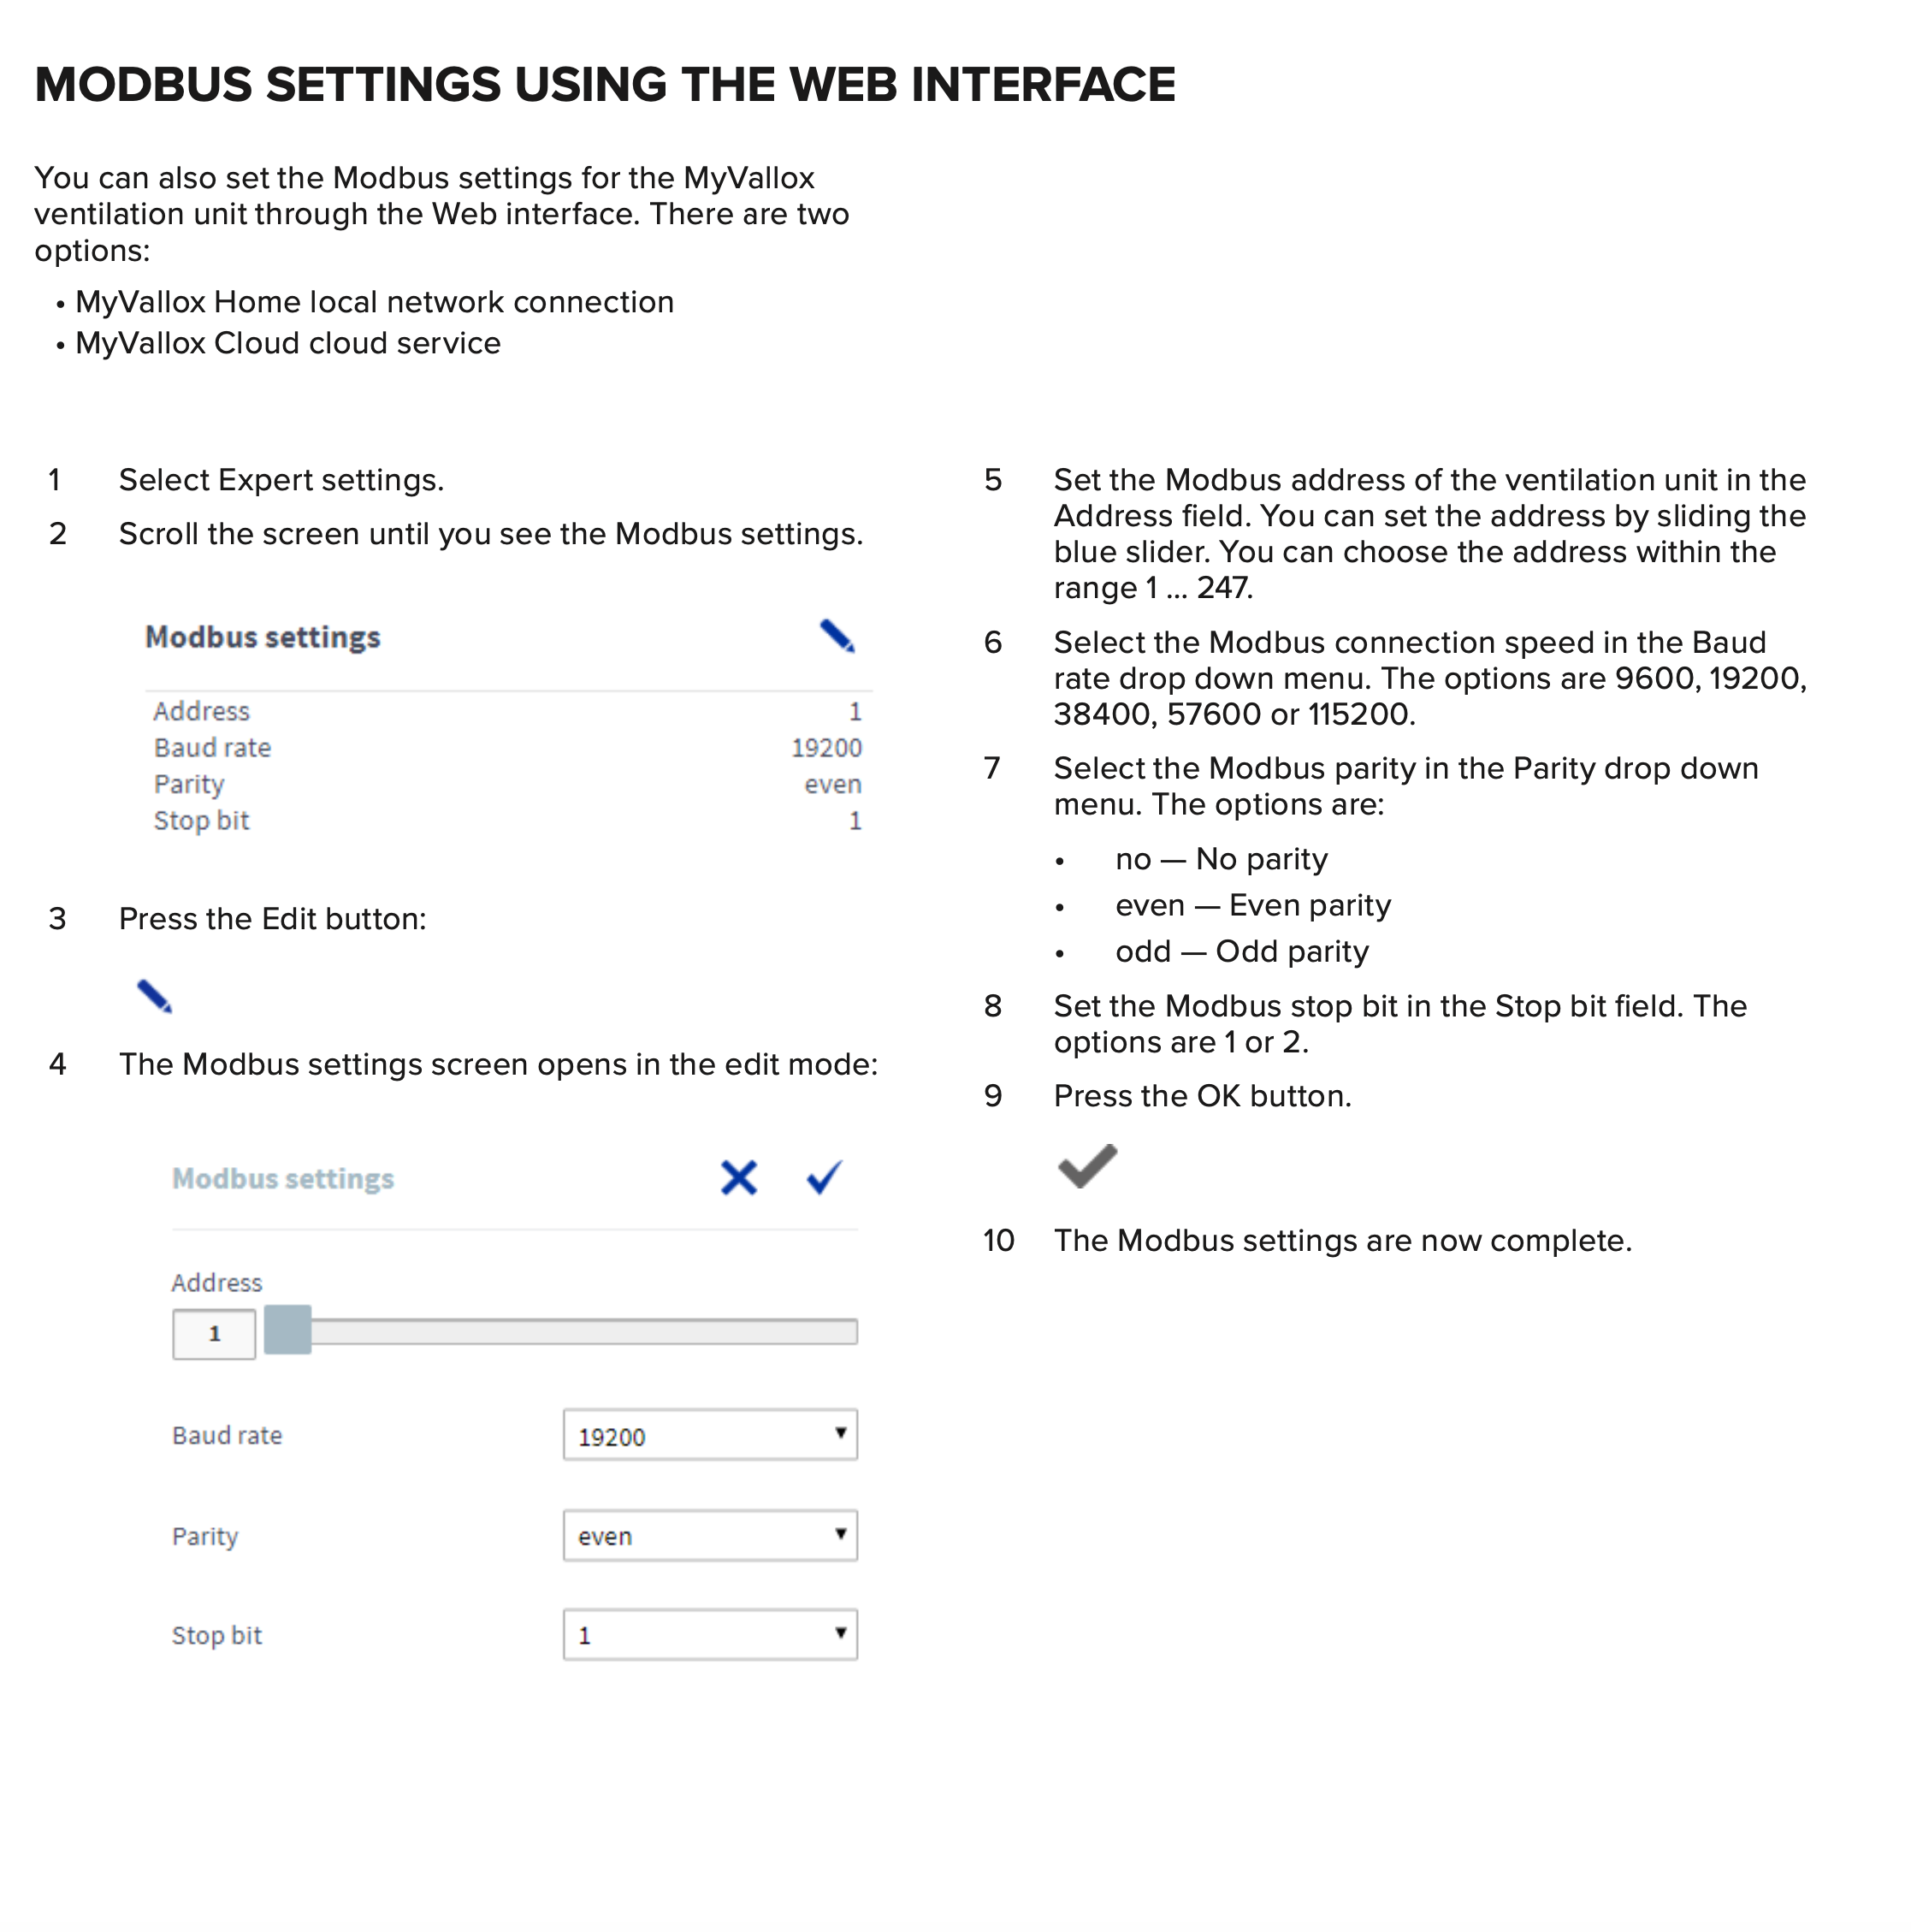 MODBUS SETTINGS USING THE WEB INTERFACE
You can also set the Modbus settings for the MyVallox
ventilation unit through the Web interface. There are two
options:
• MyVallox Home local network connection
• MyVallox Cloud cloud service
1 Select Expert settings.
2 Scroll the screen until you see the Modbus settings.
Modbus settings
Address 1
Baud rate 19200
Parity even
Stop bit 1
3 Press the Edit button:
4 The Modbus settings screen opens in the edit mode:
Modbus settings
Address
1
Baud rate 19200
Parity even
Stop bit 1
5 Set the Modbus address of the ventilation unit in the
Address field. You can set the address by sliding the
blue slider. You can choose the address within the
range 1 ... 247.
6 Select the Modbus connection speed in the Baud
rate drop down menu. The options are 9600, 19200,
38400, 57600 or 115200.
7 Select the Modbus parity in the Parity drop down
menu. The options are:
• no — No parity
• even — Even parity
• odd — Odd parity
8 Set the Modbus stop bit in the Stop bit field. The
options are 1 or 2.
9 Press the OK button.
10 The Modbus settings are now complete.